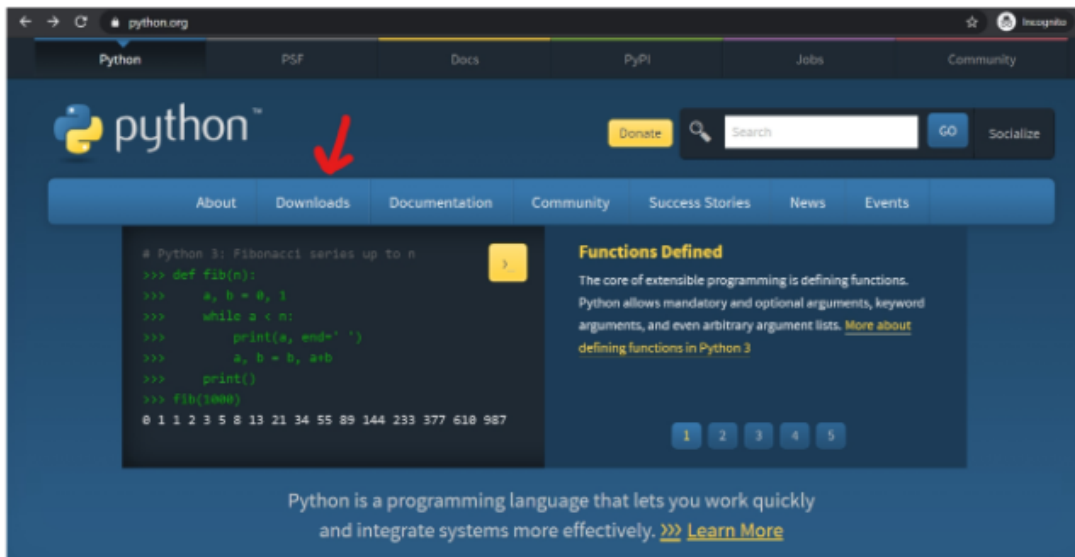 python.org
Incognito
Python PSF Docs PyPI Jobs Community
python™
Donate Search GO Socialize
About Downloads Documentation Community Success Stories News Events
# Python 3: Fibonacci series up to n
>>> def fib(n):
>>>     a, b = 0, 1
>>>     while a < n:
>>>         print(a, end=' ')
>>>         a, b = b, a+b
>>>     print()
>>> fib(1000)
0 1 1 2 3 5 8 13 21 34 55 89 144 233 377 610 987
>_
Functions Defined
The core of extensible programming is defining functions.
Python allows mandatory and optional arguments, keyword
arguments, and even arbitrary argument lists. More about
defining functions in Python 3
1 2 3 4 5
Python is a programming language that lets you work quickly
and integrate systems more effectively. >>> Learn More